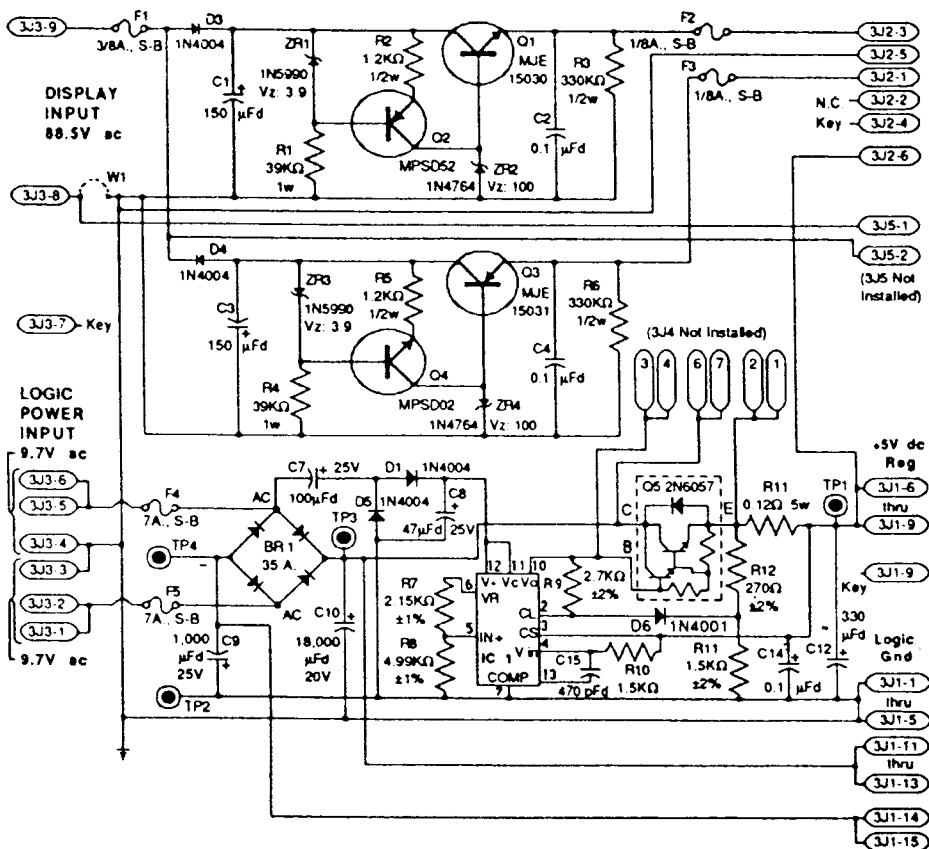 3J3-9
F1
3/8A., S-B
D3
1N4004
C1
150 µFd
ZR1
1N5990
Vz: 3.9
R1
39KΩ
1w
R2
1.2KΩ
1/2w
Q2
MPSD52
Q1
MJE
15030
ZR2
1N4764 Vz: 100
C2
0.1 µFd
R3
330KΩ
1/2w
F2
1/8A., S-B
F3
1/8A, S-B
3J2-3
3J2-5
3J2-1
N.C. 3J2-2
Key 3J2-4
3J2-6
DISPLAY
INPUT
88.5V ac
3J3-8
W1
3J5-1
3J5-2
(3J5 Not
Installed)
D4
1N4004
C3
150 µFd
ZR3
1N5990
Vz: 3.9
R4
39KΩ
1w
R5
1.2KΩ
1/2w
Q4
MPSD02
Q3
MJE
15031
ZR4
1N4764 Vz: 100
C4
0.1 µFd
R6
330KΩ
1/2w
3J3-7 Key
(3J4 Not Installed)
3 4 6 7 2 1
LOGIC
POWER
INPUT
9.7V ac
3J3-6
3J3-5
3J3-4
3J3-3
3J3-2
3J3-1
9.7V ac
F4
7A., S-B
F5
7A., S-B
TP4
AC
BR1
35 A.
AC
C7
25V
100µFd
D1
1N4004
D5
1N4004
C8
47µFd 25V
TP3
C9
1,000
µFd
25V
TP2
C10
18,000
µFd
20V
R7
2.15KΩ
±1%
R8
4.99KΩ
±1%
12 11 10
V+ Vc Vo
6 VR
5 IN+
IC 1
COMP
7
CL 2
CS 3
Vin 4
13
R9
2.7KΩ
±2%
C15
470 pFd
R10
1.5KΩ
D6
1N4001
Q5 2N6057
C
B
E
R11
0.12Ω 5w
R12
270Ω
±2%
R11
1.5KΩ
±2%
C14
0.1 µFd
C12
330
µFd
TP1
+5V dc
Reg
3J1-6
thru
3J1-9
Key
3J1-9
Logic
Gnd
3J1-1
thru
3J1-5
3J1-11
thru
3J1-13
3J1-14
3J1-15